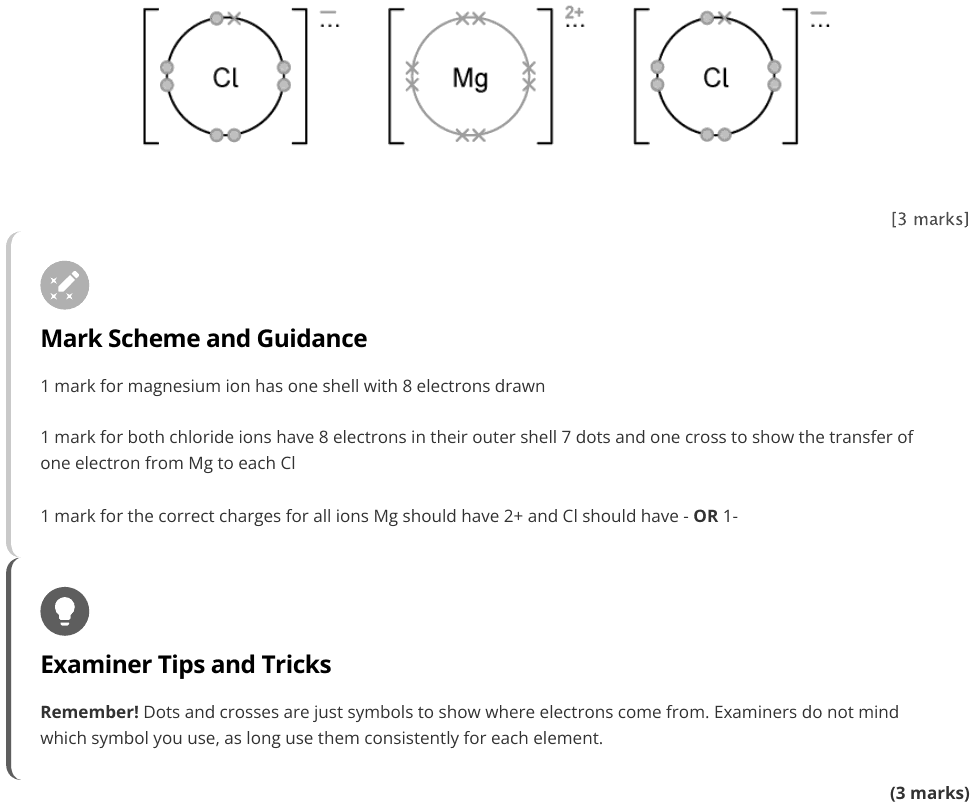 Cl – ... Mg 2+ ... Cl – ...
[3 marks]
Mark Scheme and Guidance
1 mark for magnesium ion has one shell with 8 electrons drawn
1 mark for both chloride ions have 8 electrons in their outer shell 7 dots and one cross to show the transfer of
one electron from Mg to each Cl
1 mark for the correct charges for all ions Mg should have 2+ and Cl should have - OR 1-
Examiner Tips and Tricks
Remember! Dots and crosses are just symbols to show where electrons come from. Examiners do not mind
which symbol you use, as long use them consistently for each element.
(3 marks)